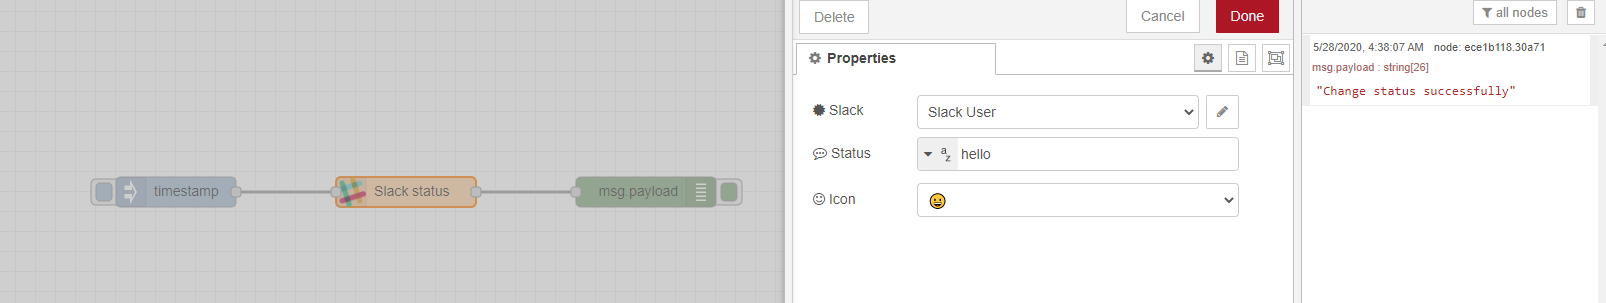 timestamp
Slack status
msg.payload
Delete
Cancel
Done
Properties
Slack
Slack User
Status
a
z
hello
Icon
all nodes
5/28/2020, 4:38:07 AM node: ece1b118.30a71
msg.payload : string[26]
"Change status successfully"